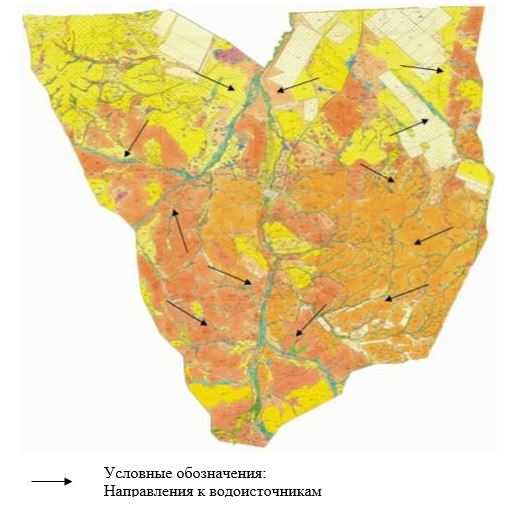 Условные обозначения:
Направления к водоисточникам